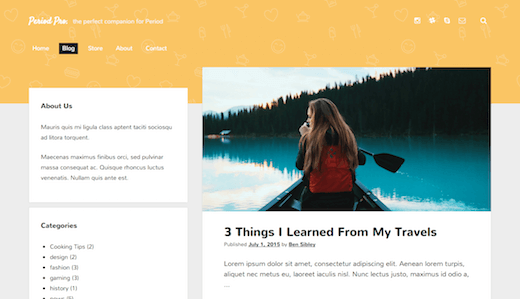 Period Pro.
the perfect companion for Period
Home Blog Store About Contact
About Us
Mauris quis mi ligula class aptent taciti sociosqu
ad litora torquent.
Maecenas maximus finibus orci, sed pulvinar
massa consequat ac. Quisque rhoncus luctus
venenatis. Nullam quis ante est.
Categories
Cooking Tips (2)
design (2)
fashion (3)
gaming (3)
history (1)
3 Things I Learned From My Travels
Published July 1, 2015 by Ben Sibley
Lorem ipsum dolor sit amet, consectetur adipiscing elit. Aenean lorem turpis,
aliquet nec metus eu, laoreet iaculis nisl. Nunc lectus justo, maximus id odio a,
...